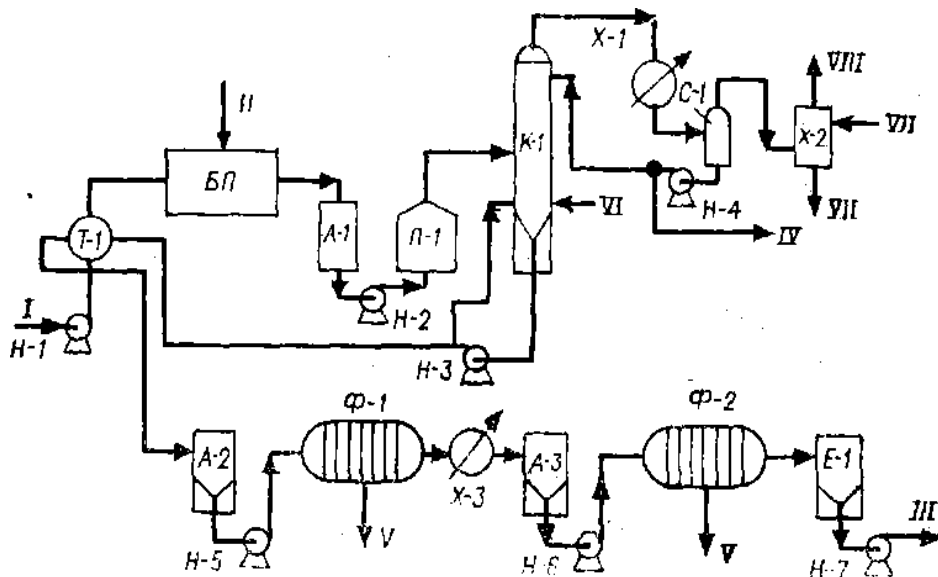 X-1
VIII
II
C-1
VII
К-1
X-2
БП
VI
VII
Н-4
А-1
П-1
IV
Т-1
I
Н-2
Н-1
Н-3
Ф-1
Ф-2
А-2
А-3
Е-1
X-3
III
V
V
Н-5
Н-6
Н-7